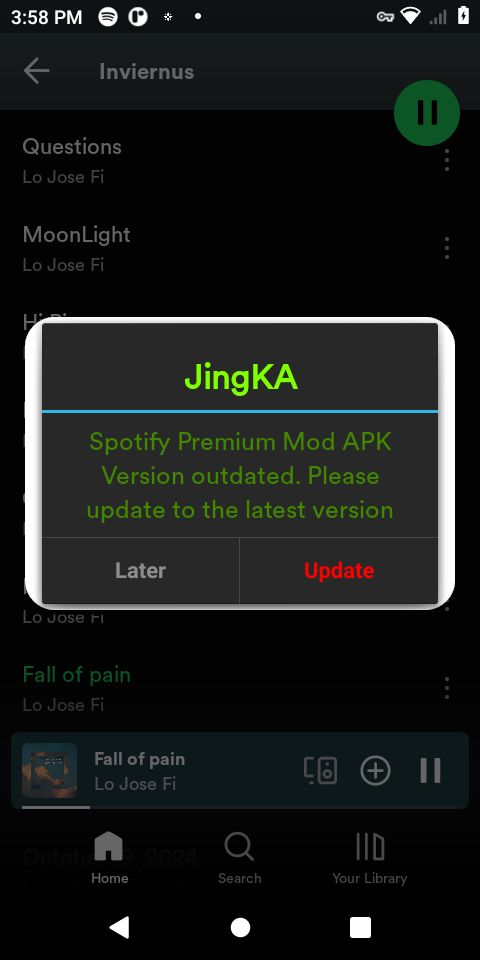 3:58 PM
Inviernus
Questions
Lo Jose Fi
MoonLight
Lo Jose Fi
JingKA
Spotify Premium Mod APK
Version outdated. Please
update to the latest version
Later
Update
Lo Jose Fi
Fall of pain
Lo Jose Fi
Fall of pain
Lo Jose Fi
Home
Search
Your Library